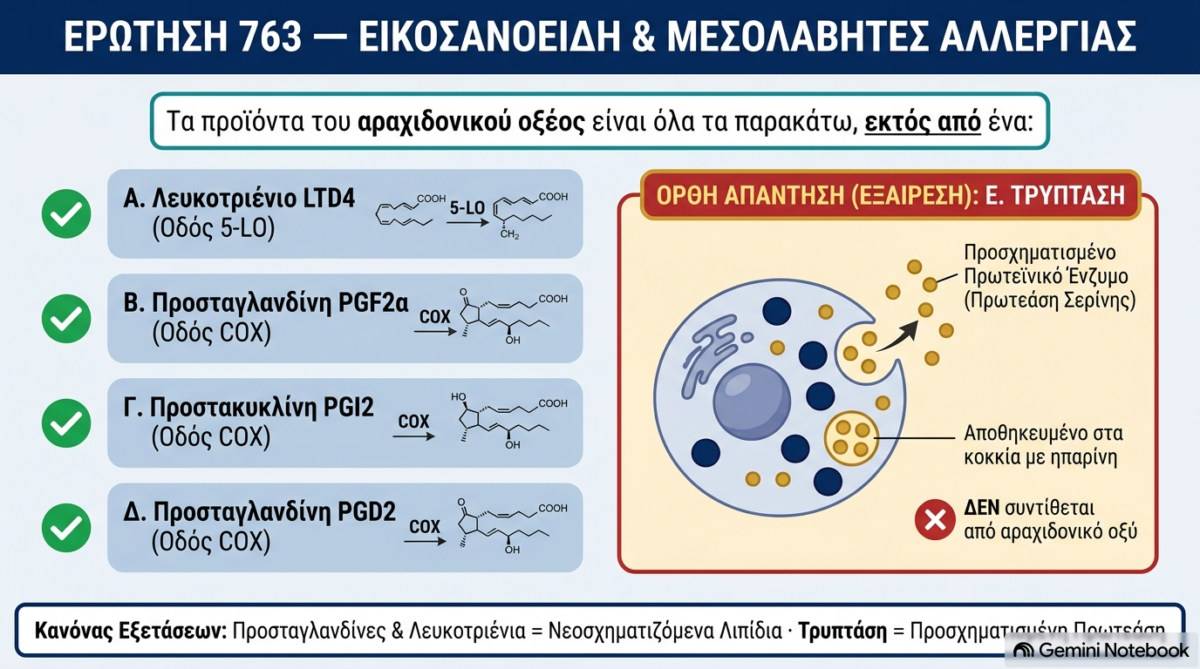 ΕΡΩΤΗΣΗ 763 — ΕΙΚΟΣΑΝΟΕΙΔΗ & ΜΕΣΟΛΑΒΗΤΕΣ ΑΛΛΕΡΓΙΑΣ
Τα προϊόντα του αραχιδονικού οξέος είναι όλα τα παρακάτω, εκτός από ένα:
Α. Λευκοτριένιο LTD4
(Οδός 5-LO)
COOH
5-LO
COOH
CH₂
Β. Προσταγλανδίνη PGF2α
(Οδός COX)
COX
O
COOH
OH
Γ. Προστακυκλίνη PGI2
(Οδός COX)
COX
HO
COOH
OH
Δ. Προσταγλανδίνη PGD2
(Οδός COX)
COX
O
COOH
OH
ΟΡΘΗ ΑΠΑΝΤΗΣΗ (ΕΞΑΙΡΕΣΗ): Ε. ΤΡΥΠΤΑΣΗ
Προσχηματισμένο
Πρωτεϊνικό Ένζυμο
(Πρωτεάση Σερίνης)
Αποθηκευμένο στα
κοκκία με ηπαρίνη
ΔΕΝ συντίθεται
από αραχιδονικό οξύ
Κανόνας Εξετάσεων: Προσταγλανδίνες & Λευκοτριένια = Νεοσχηματιζόμενα Λιπίδια · Τρυπτάση = Προσχηματισμένη Πρωτεάση
Gemini Notebook